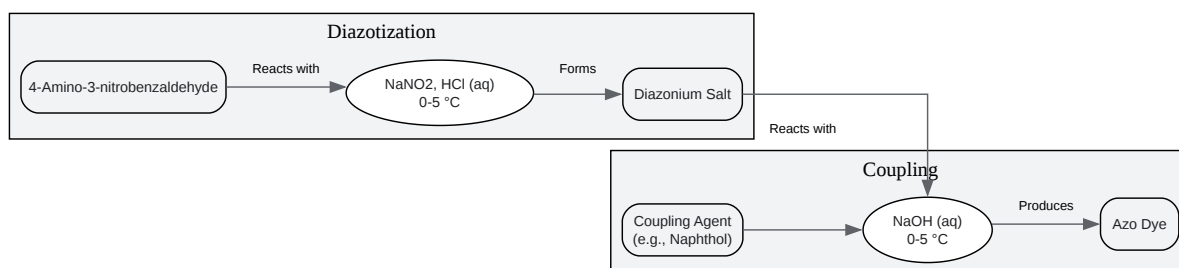 Diazotization
4-Amino-3-nitrobenzaldehyde
Reacts with
NaNO2, HCl (aq)
0-5 °C
Forms
Diazonium Salt
Reacts with
Coupling
Coupling Agent
(e.g., Naphthol)
NaOH (aq)
0-5 °C
Produces
Azo Dye